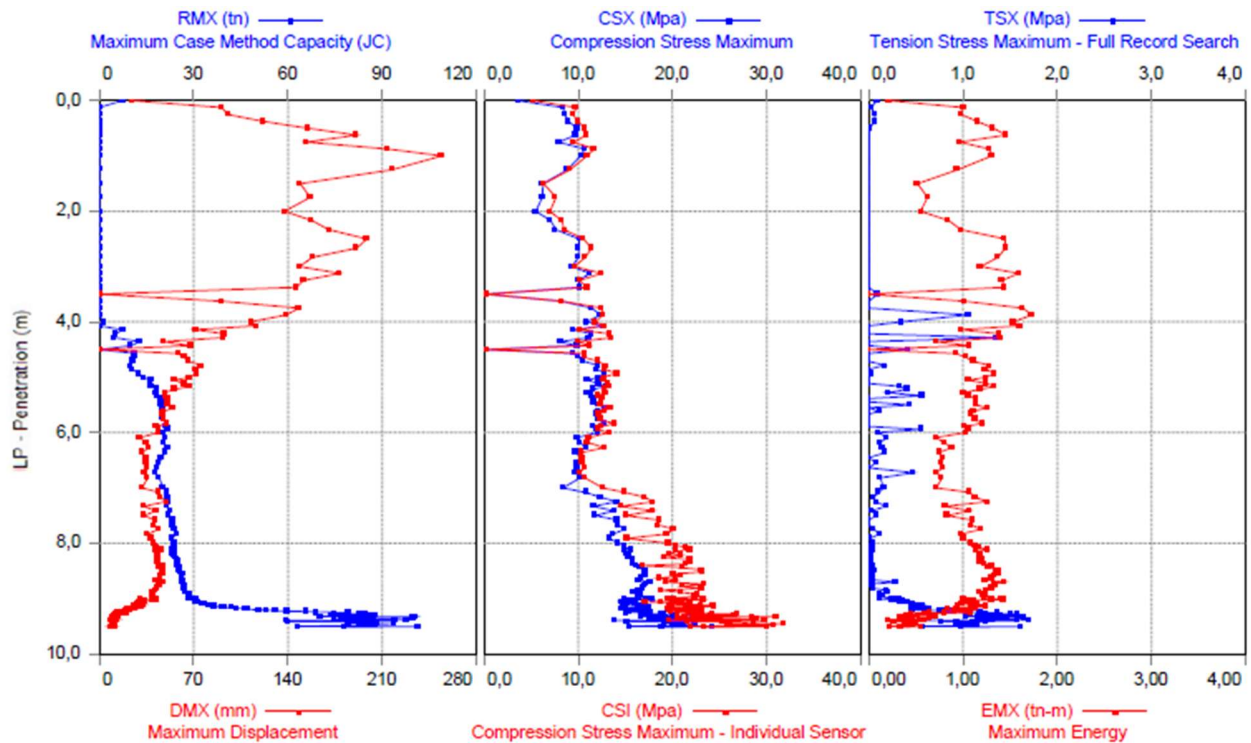 RMX (tn)
Maximum Case Method Capacity (JC)
CSX (Mpa)
Compression Stress Maximum
TSX (Mpa)
Tension Stress Maximum - Full Record Search
0 30 60 90 120
0,0 10,0 20,0 30,0 40,0
0,0 1,0 2,0 3,0 4,0
0,0
2,0
4,0
6,0
8,0
10,0
LP - Penetration (m)
0 70 140 210 280
0,0 10,0 20,0 30,0 40,0
0,00 1,00 2,00 3,00 4,00
DMX (mm)
Maximum Displacement
CSI (Mpa)
Compression Stress Maximum - Individual Sensor
EMX (tn-m)
Maximum Energy